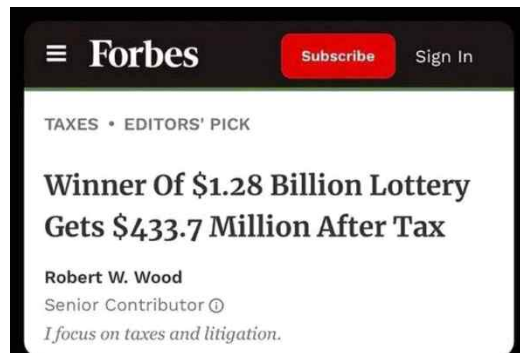 Forbes
Subscribe
Sign In
TAXES • EDITORS' PICK
Winner Of $1.28 Billion Lottery
Gets $433.7 Million After Tax
Robert W. Wood
Senior Contributor
I focus on taxes and litigation.